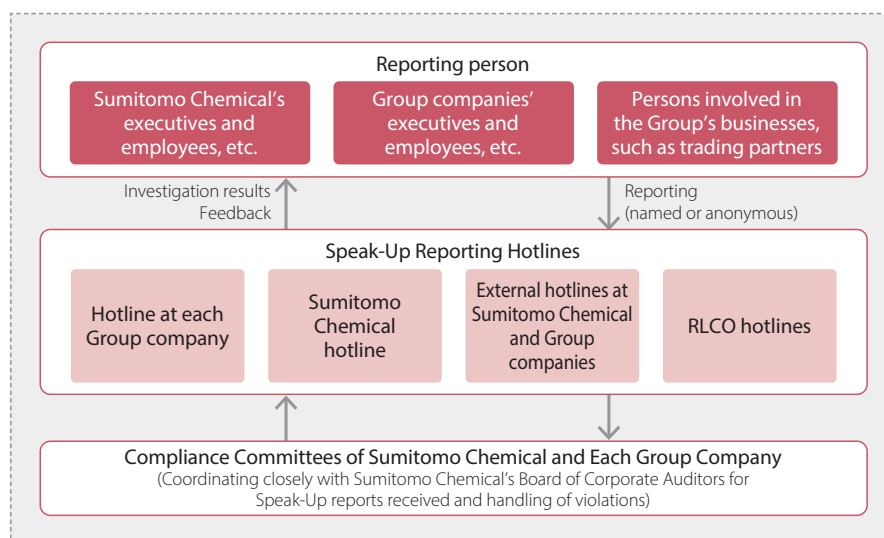 Reporting person
Sumitomo Chemical’s
executives and
employees, etc.
Group companies’
executives and
employees, etc.
Persons involved in
the Group’s businesses,
such as trading partners
Investigation results
Feedback
Reporting
(named or anonymous)
Speak-Up Reporting Hotlines
Hotline at each
Group company
Sumitomo
Chemical
hotline
External hotlines at
Sumitomo Chemical
and Group
companies
RLCO hotlines
Compliance Committees of Sumitomo Chemical and Each Group Company
(Coordinating closely with Sumitomo Chemical’s Board of Corporate Auditors for
Speak-Up reports received and handling of violations)